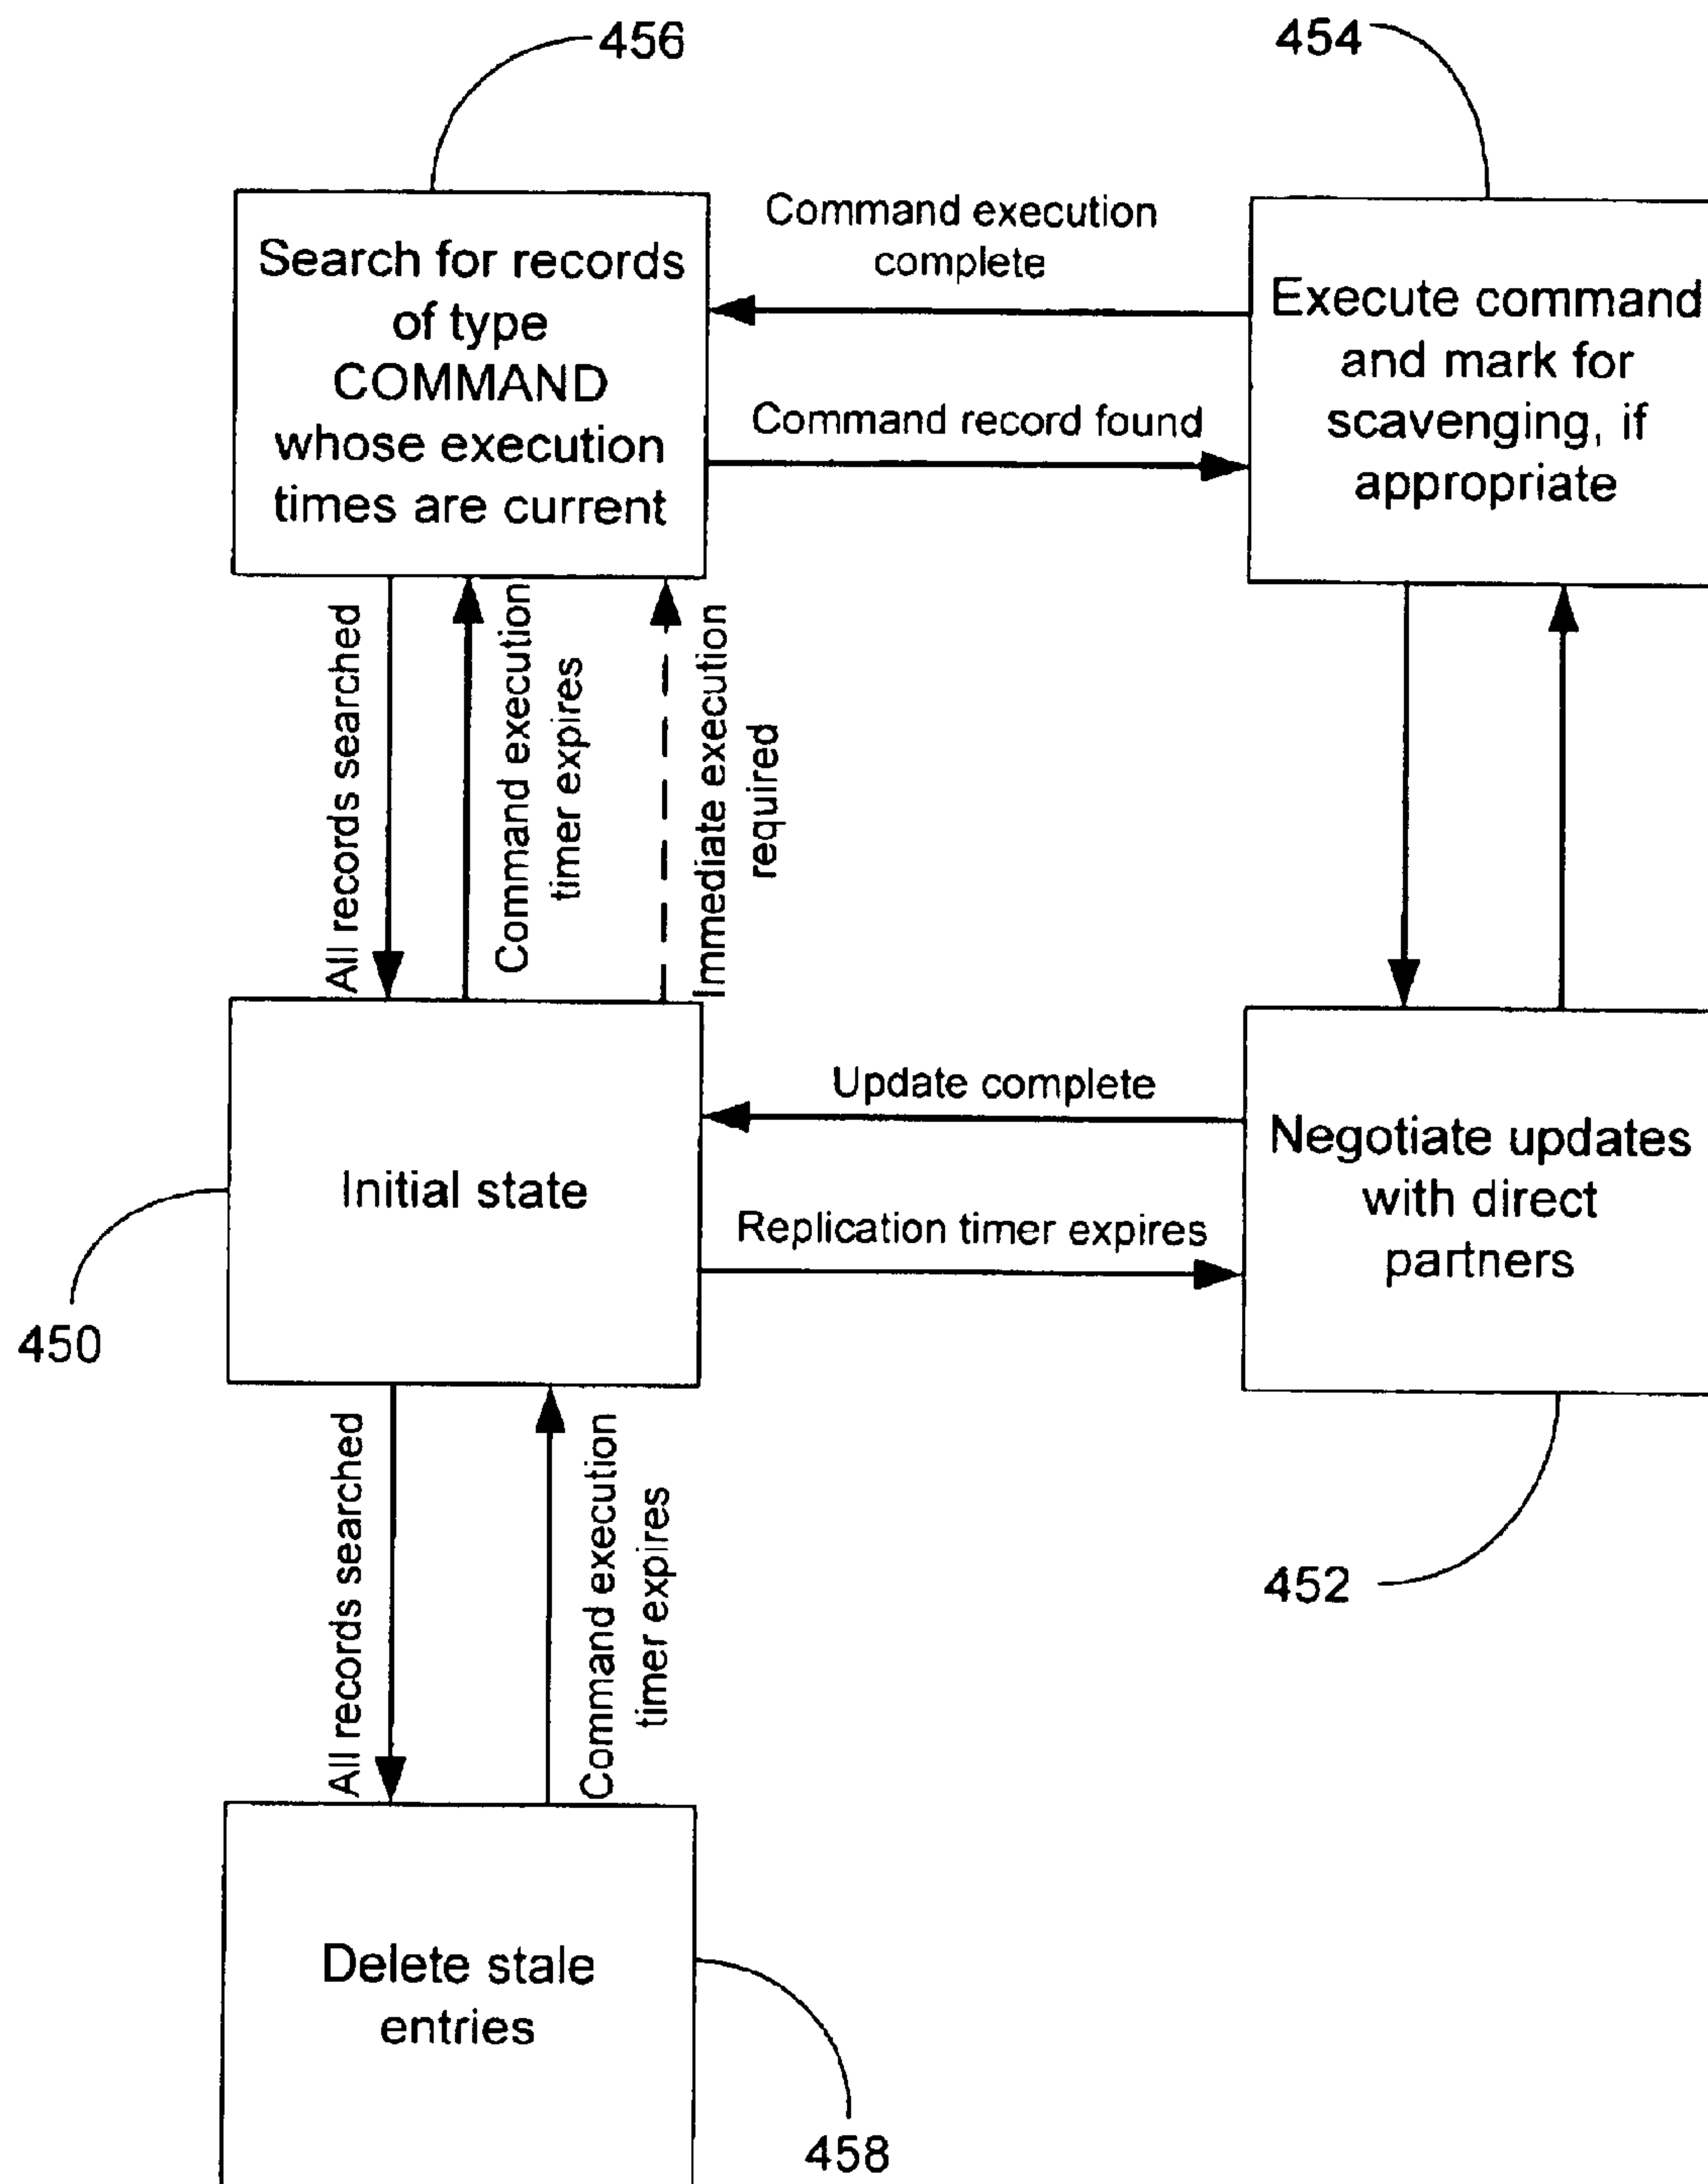 456
454
Search for records
of type
COMMAND
whose execution
times are current
Command execution
complete
Command record found
Execute command
and mark for
scavenging, if
appropriate
All records searched
Command execution
timer expires
Immediate execution
required
Initial state
450
Update complete
Replication timer expires
Negotiate updates
with direct
partners
452
All records searched
Command execution
timer expires
Delete stale
entries
458